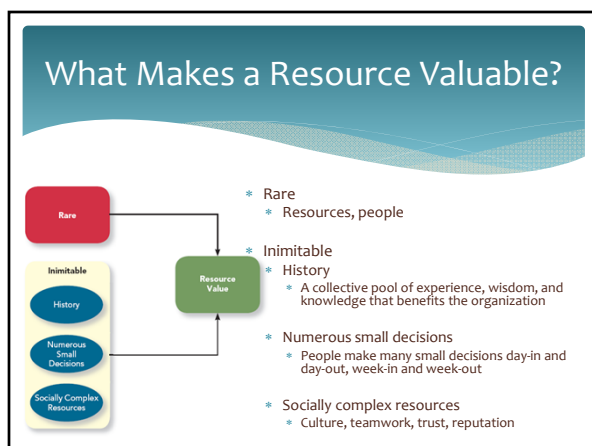 What Makes a Resource Valuable?
Rare
Inimitable
History
Numerous
Small
Decisions
Socially Complex
Resources
Resource
Value
* Rare
* Resources, people
* Inimitable
* History
* A collective pool of experience, wisdom, and
knowledge that benefits the organization
* Numerous small decisions
* People make many small decisions day-in and
day-out, week-in and week-out
* Socially complex resources
* Culture, teamwork, trust, reputation